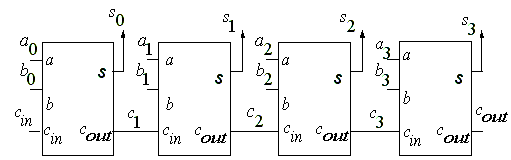 s0 s1 s2 s3
a0 a1 a2 a3
a a a a
b0 b1 b2 b3
s s s s
b b b b
cin c1 c2 c3 cout
cin cout cin cout cin cout cin cout